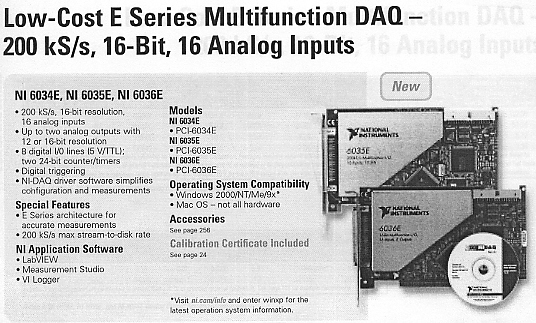 Low-Cost E Series Multifunction DAQ –
200 kS/s, 16-Bit, 16 Analog Inputs
New
NI 6034E, NI 6035E, NI 6036E
• 200 kS/s, 16-bit resolution,
16 analog inputs
• Up to two analog outputs with
12 or 16-bit resolution
• 8 digital I/O lines (5 V/TTL);
two 24-bit counter/timers
• Digital triggering
• NI-DAQ driver software simplifies
configuration and measurements
Special Features
• E Series architecture for
accurate measurements
• 200 kS/s max stream-to-disk rate
NI Application Software
• LabVIEW
• Measurement Studio
• VI Logger
Models
NI 6034E
• PCI-6034E
NI 6035E
• PCI-6035E
NI 6036E
• PCI-6036E
Operating System Compatibility
• Windows 2000/NT/Me/9x*
• Mac OS – not all hardware
Accessories
See page 256
Calibration Certificate Included
See page 24
*Visit ni.com/info and enter winxp for the
latest operation system information.
NATIONAL
INSTRUMENTS
6035E
NATIONAL
INSTRUMENTS
6036E
DAQ